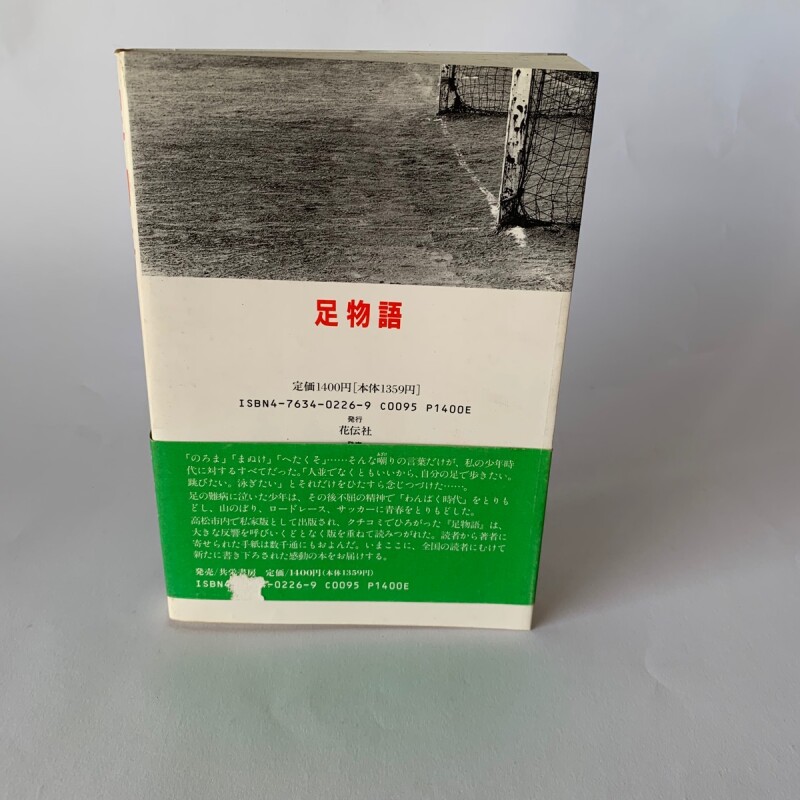 足物語
定価1400円[本体1359円]
ISBN4-7634-0226-9 C0095 P1400E
発行
花伝社
「のろま」「まぬけ」「へたくそ」……そんな嘲りの言葉だけが、私の少年時
代に対するすべてだった。「人並でなくともいいから、自分の足で歩きたい。
跳びたい。泳ぎたい」とそれだけをひたすら念じつづけた……。
足の難病に泣いた少年は、その後不屈の精神で「わんぱく時代」をとりも
どし、山のぼり、ロードレース、サッカーに青春をとりもどした。
高松市内で私家版として出版され、クチコミでひろがった『足物語』は、
大きな反響を呼びいくどとなく版を重ねて読みつがれた。読者から著者に
寄せられた手紙は数千通にもおよんだ。いまここに、全国の読者にむけて
新たに書き下ろされた感動の本をお届けする。
発売/共栄書房 定価/1400円(本体1359円)
ISBN4 -0226-9 C0095 P1400E